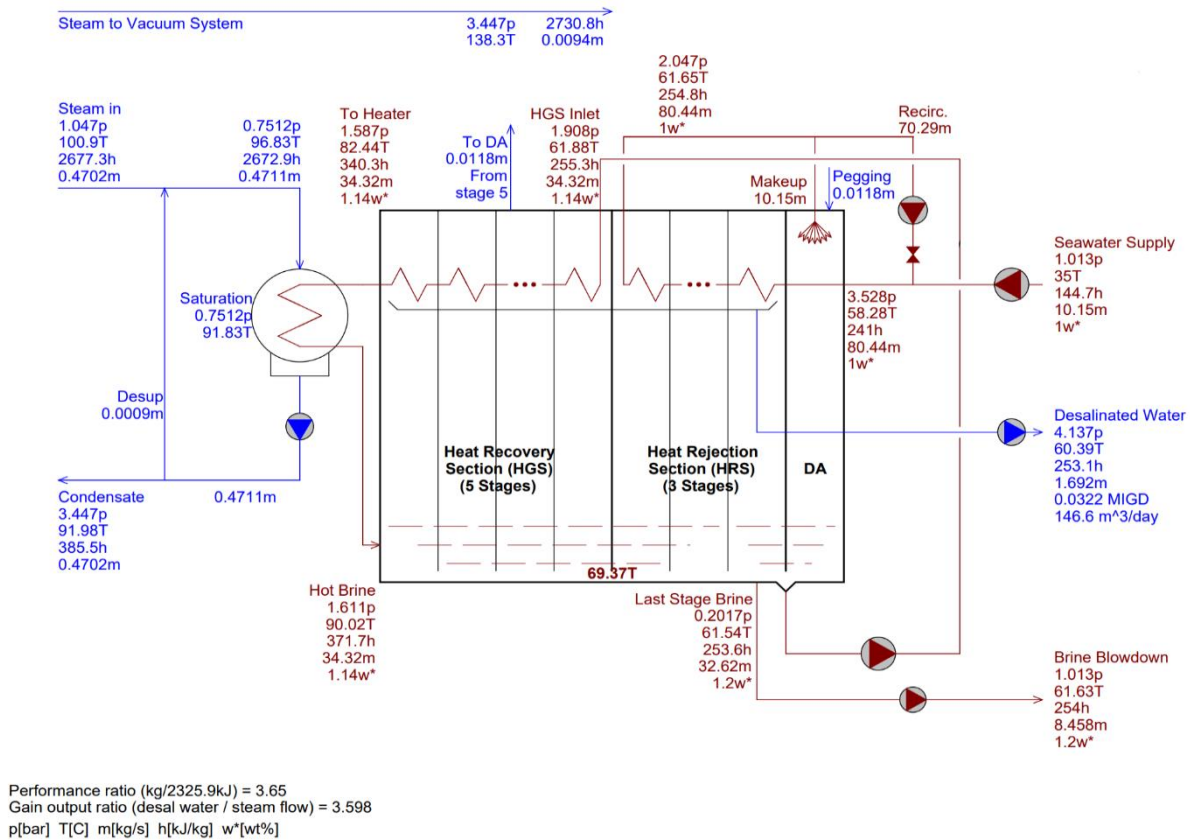 Steam to Vacuum System
3.447p 2730.8h
138.3T 0.0094m
Steam in
1.047p
100.9T
2677.3h
0.4702m
0.7512p
96.83T
2672.9h
0.4711m
To Heater
1.587p
82.44T
340.3h
34.32m
1.14w*
To DA
0.0118m
From
stage 5
HGS Inlet
1.908p
61.88T
255.3h
34.32m
1.14w*
2.047p
61.65T
254.8h
80.44m
1w*
Recirc.
70.29m
Makeup
10.15m
Pegging
0.0118m
Seawater Supply
1.013p
35T
144.7h
10.15m
1w*
3.528p
58.28T
241h
80.44m
1w*
Saturation
0.7512p
91.83T
Desup
0.0009m
Condensate
3.447p
91.98T
385.5h
0.4702m
0.4711m
Heat Recovery
Section (HGS)
(5 Stages)
Heat Rejection
Section (HRS)
(3 Stages)
DA
Desalinated Water
4.137p
60.39T
253.1h
1.692m
0.0322 MIGD
146.6 m^3/day
69.37T
Hot Brine
1.611p
90.02T
371.7h
34.32m
1.14w*
Last Stage Brine
0.2017p
61.54T
253.6h
32.62m
1.2w*
Brine Blowdown
1.013p
61.63T
254h
8.458m
1.2w*
Performance ratio (kg/2325.9kJ) = 3.65
Gain output ratio (desal water / steam flow) = 3.598
p[bar] T[C] m[kg/s] h[kJ/kg] w*[wt%]